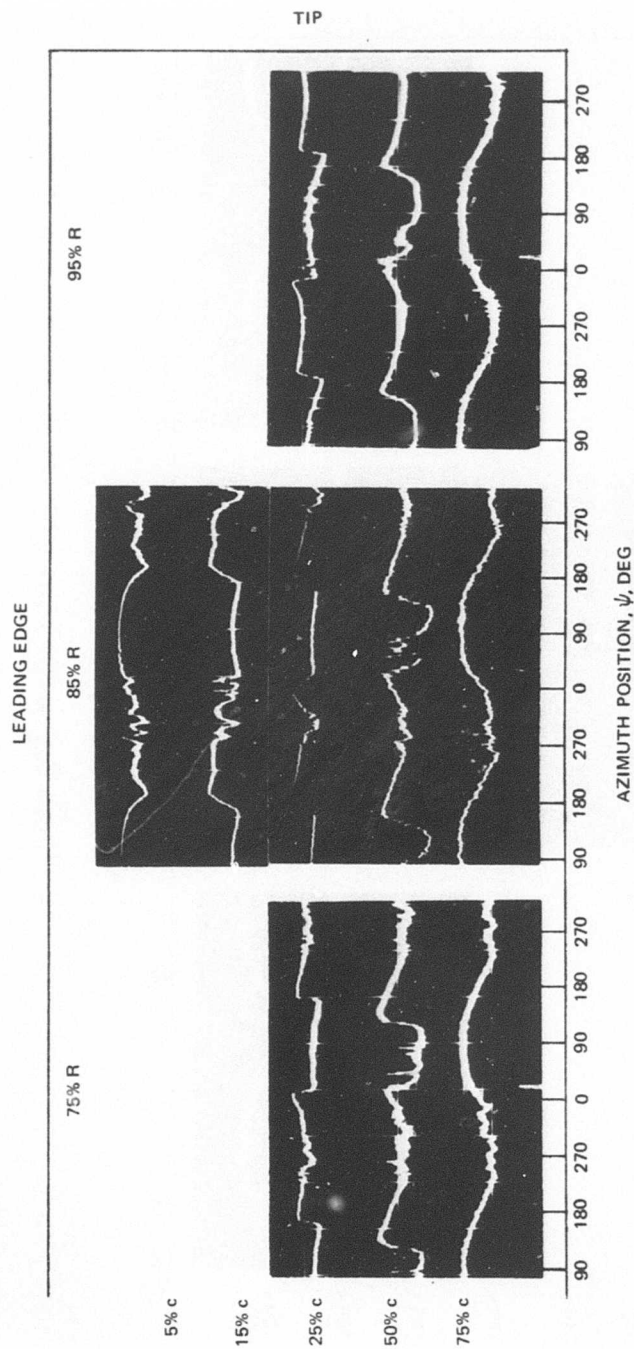 LEADING EDGE
TIP
75% R
85% R
95% R
5% c
15% c
25% c
50% c
75% c
90 180 270 0 90 180 270
90 180 270 0 90 180 270
90 180 270 0 90 180 270
AZIMUTH POSITION, ψ, DEG